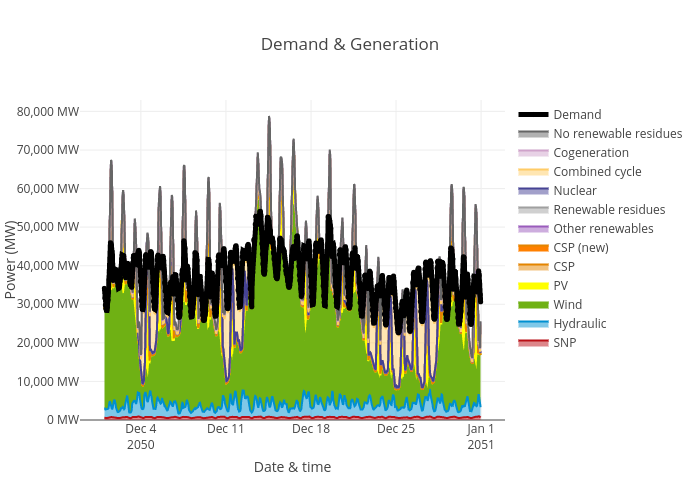 Demand & Generation
80,000 MW
70,000 MW
60,000 MW
50,000 MW
40,000 MW
30,000 MW
20,000 MW
10,000 MW
0 MW
Power (MW)
Dec 4
2050
Dec 11
Dec 18
Dec 25
Jan 1
2051
Date & time
Demand
No renewable residues
Cogeneration
Combined cycle
Nuclear
Renewable residues
Other renewables
CSP (new)
CSP
PV
Wind
Hydraulic
SNP